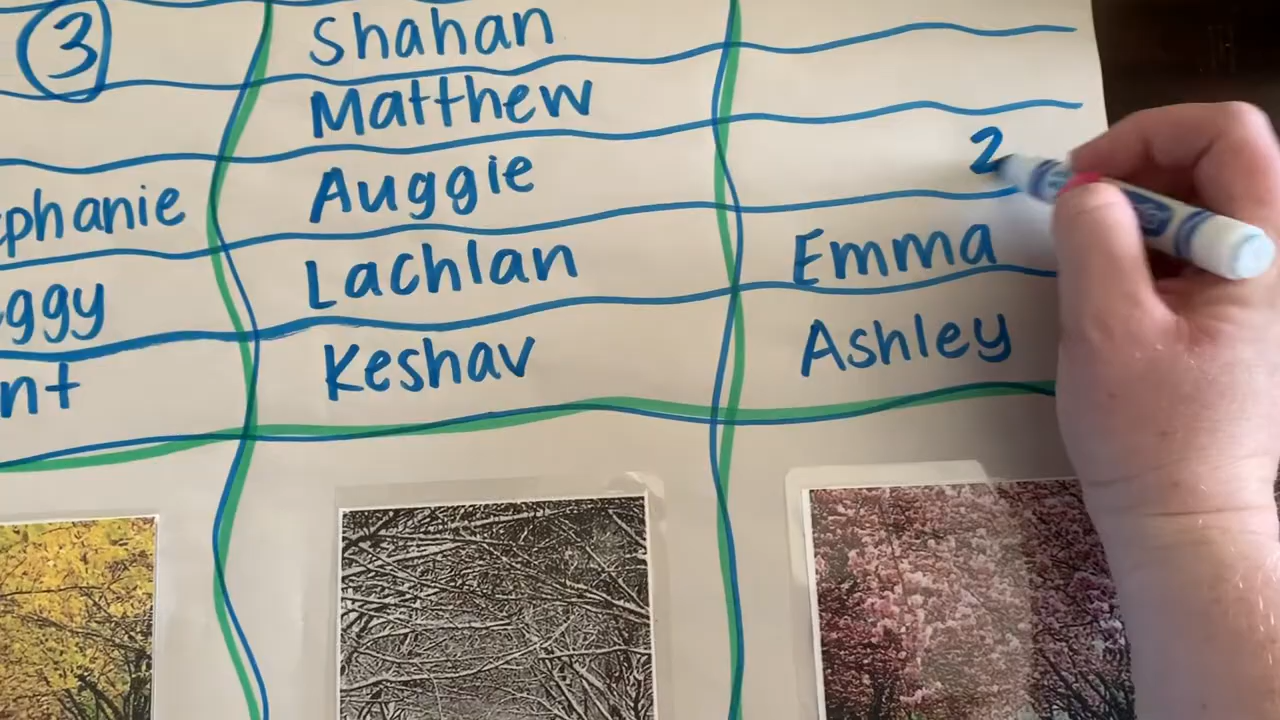 3 Shahan
Matthew
phanie Auggie 2
ggy Lachlan Emma
nt Keshav Ashley